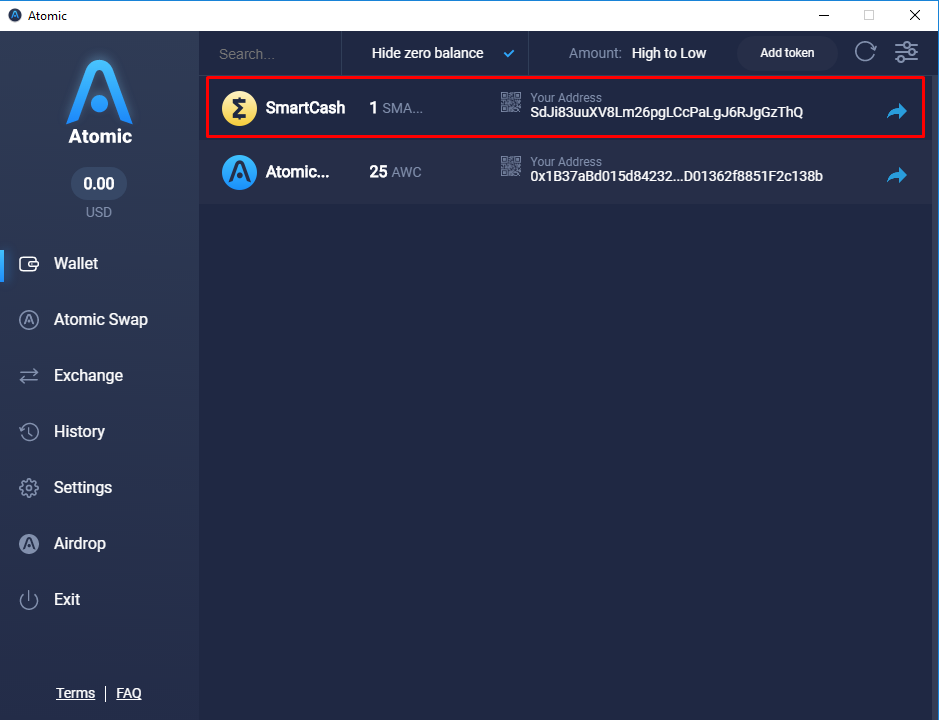 Atomic
Search...
Hide zero balance
Amount: High to Low
Add token
Atomic
0.00
USD
Wallet
Atomic Swap
Exchange
History
Settings
Airdrop
Exit
Terms | FAQ
SmartCash
1 SMA...
Your Address
SdJi83uuXV8Lm26pgLCcPaLgJ6RJgGzThQ
Atomic...
25 AWC
Your Address
0x1B37aBd015d84232...D01362f8851F2c138b